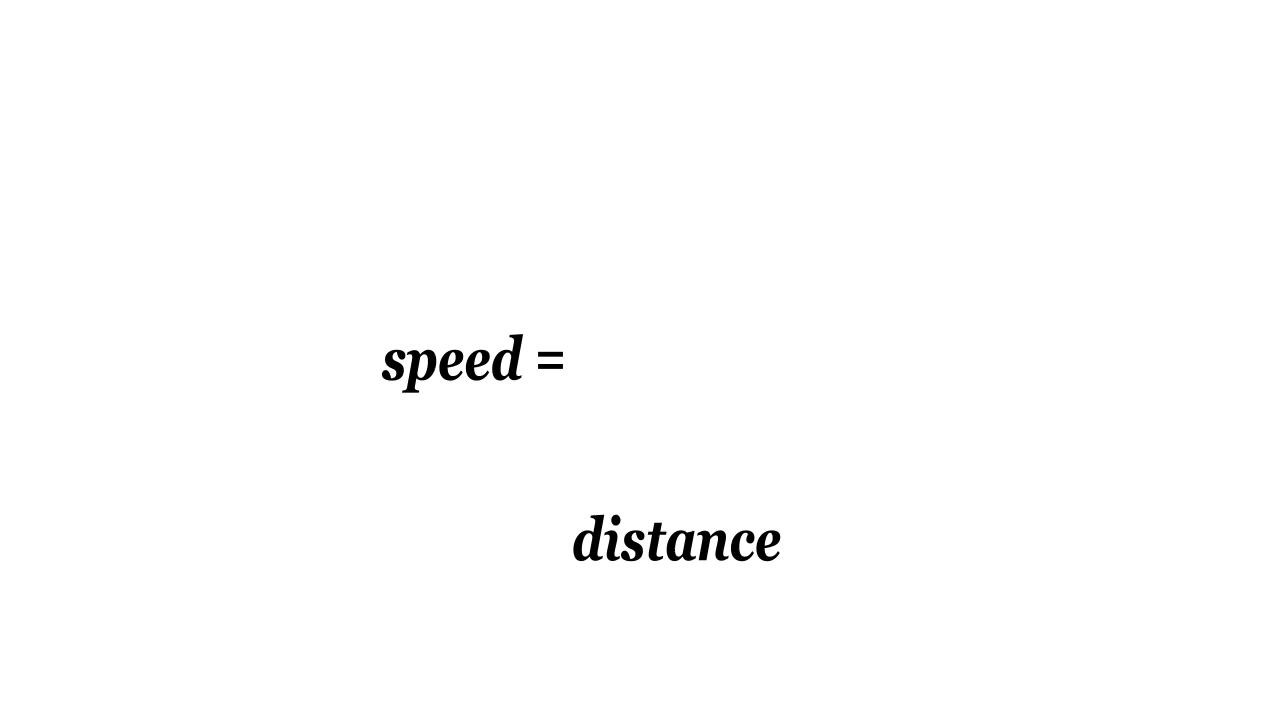 speed =
distance